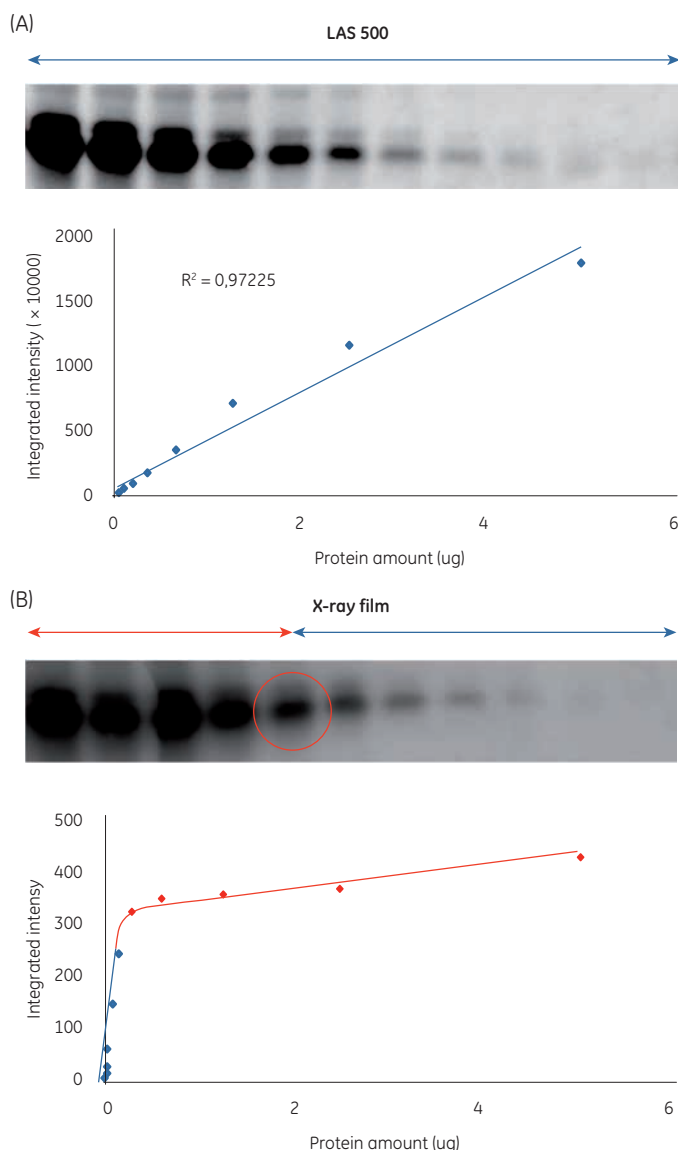 (A)
LAS 500
2000
1500
1000
500
0
Integrated intensity ( × 10000)
R² = 0,97225
0 2 4 6
Protein amount (ug)
(B)
X-ray film
500
400
300
200
100
0
Integrated intensy
0 2 4 6
Protein amount (ug)